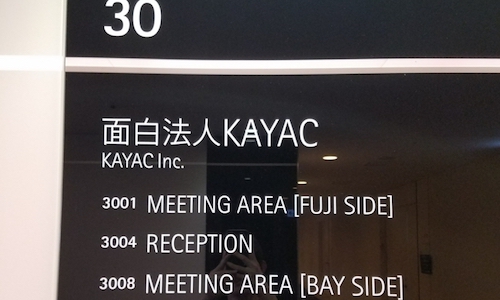 30
面白法人KAYAC
KAYAC Inc.
3001 MEETING AREA [FUJI SIDE]
3004 RECEPTION
3008 MEETING AREA [BAY SIDE]